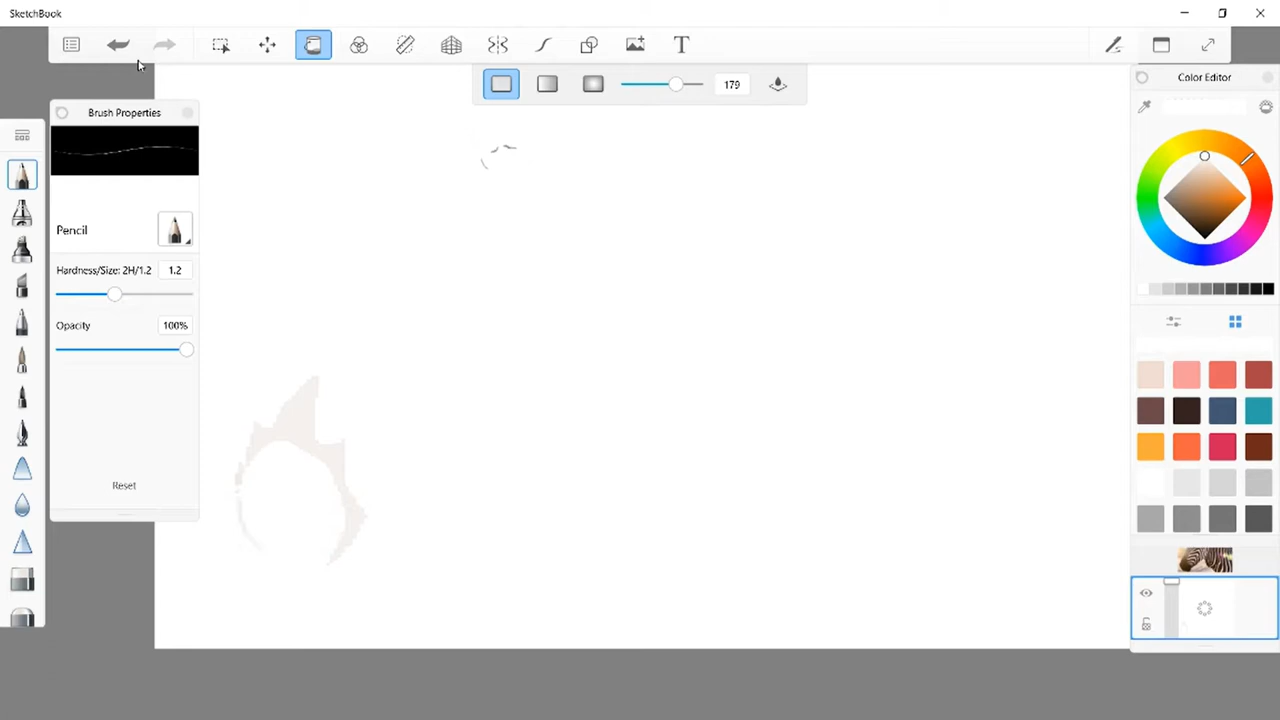 SketchBook
179
Color Editor
Brush Properties
Pencil
Hardness/Size: 2H/1.2
1.2
Opacity
100%
Reset